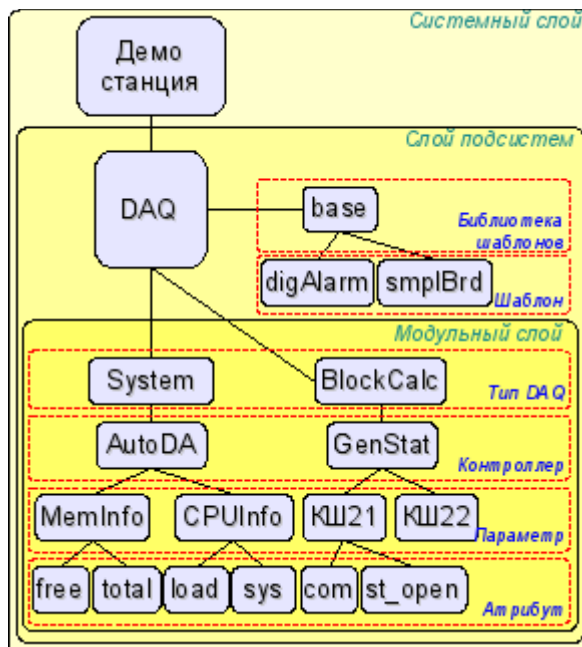 Системный слой
Демо
станция
Слой подсистем
DAQ
base
Библиотека
шаблонов
digAlarm smplBrd
Шаблон
Модульный слой
System BlockCalc
Тип DAQ
AutoDA GenStat
Контроллер
MemInfo CPUInfo КШ21 КШ22
Параметр
free total load sys com st_open
Атрибут